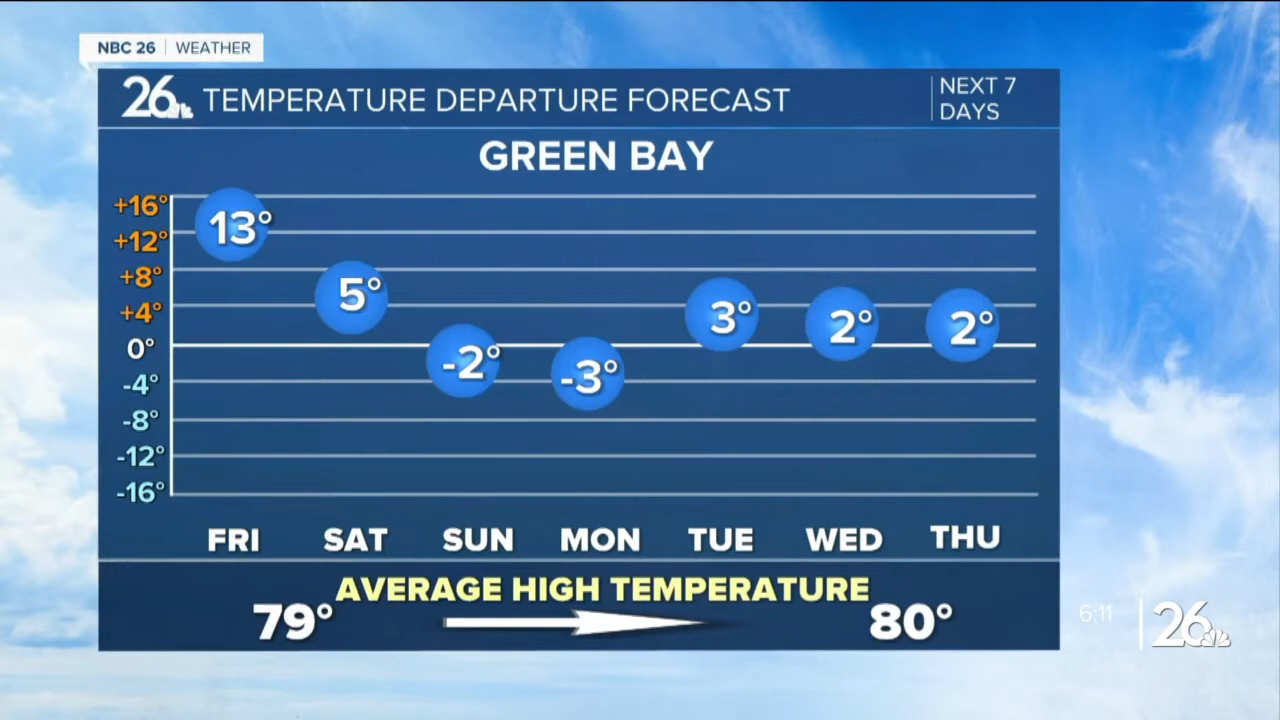 NBC 26 | WEATHER
26 TEMPERATURE DEPARTURE FORECAST
NEXT 7
DAYS
GREEN BAY
+16°
+12°
+8°
+4°
0°
-4°
-8°
-12°
-16°
13°
5°
-2°
-3°
3°
2°
2°
FRI SAT SUN MON TUE WED THU
AVERAGE HIGH TEMPERATURE
79° 80°
6:11 26